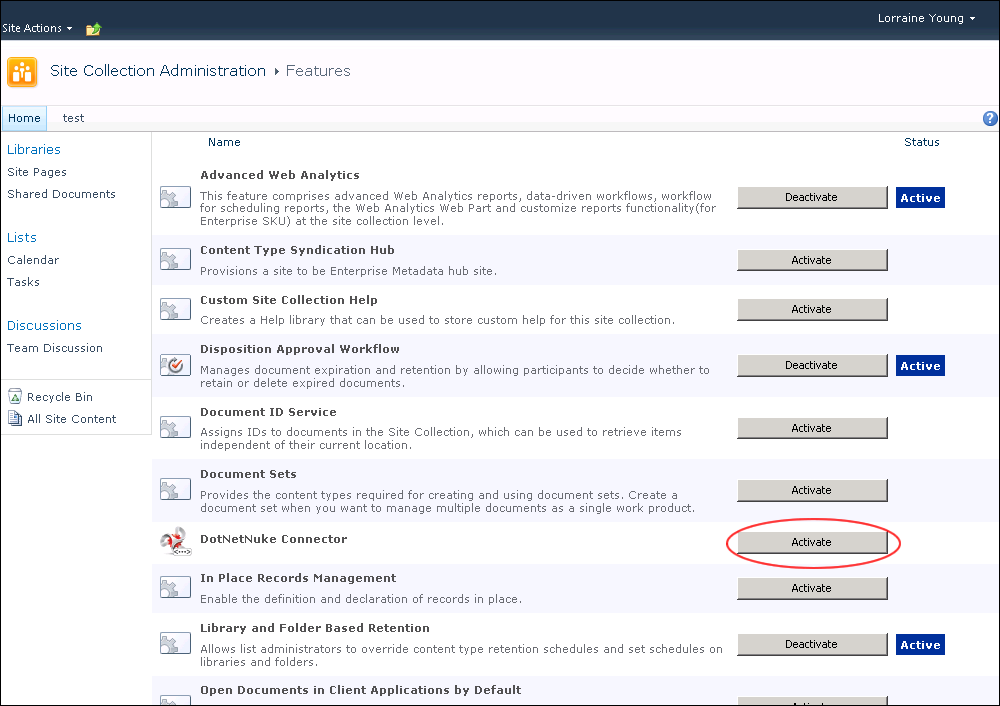 Site Actions
Lorraine Young
Site Collection Administration Features
Home test
Libraries
Site Pages
Shared Documents
Lists
Calendar
Tasks
Discussions
Team Discussion
Recycle Bin
All Site Content
Name Status
Advanced Web Analytics
This feature comprises advanced Web Analytics reports, data-driven workflows, workflow
for scheduling reports, the Web Analytics Web Part and customize reports functionality(for
Enterprise SKU) at the site collection level.
Deactivate Active
Content Type Syndication Hub
Provisions a site to be Enterprise Metadata hub site.
Activate
Custom Site Collection Help
Creates a Help library that can be used to store custom help for this site collection.
Activate
Disposition Approval Workflow
Manages document expiration and retention by allowing participants to decide whether to
retain or delete expired documents.
Deactivate Active
Document ID Service
Assigns IDs to documents in the Site Collection, which can be used to retrieve items
independent of their current location.
Activate
Document Sets
Provides the content types required for creating and using document sets. Create a
document set when you want to manage multiple documents as a single work product.
Activate
DotNetNuke Connector
Activate
In Place Records Management
Enable the definition and declaration of records in place.
Activate
Library and Folder Based Retention
Allows list administrators to override content type retention schedules and set schedules on
libraries and folders.
Deactivate Active
Open Documents in Client Applications by Default